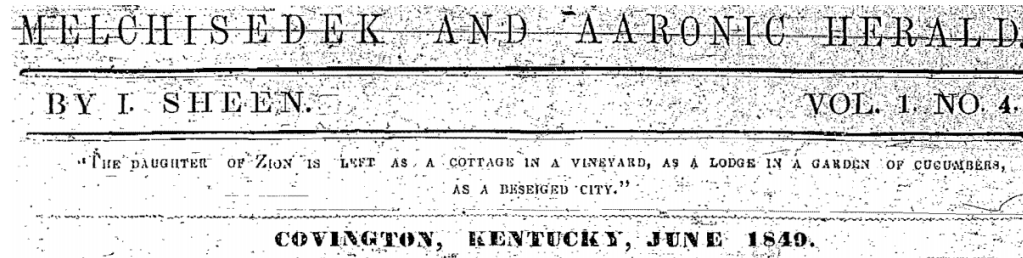 MELCHISEDEK AND AARONIC HERALD.
BY I. SHEEN. VOL. 1. NO. 4.
"THE DAUGHTER OF ZION IS LEFT AS A COTTAGE IN A VINEYARD, AS A LODGE IN A GARDEN OF CUCUMBERS,
AS A BESEIGED CITY."
COVINGTON, KENTUCKY, JUNE 1849.